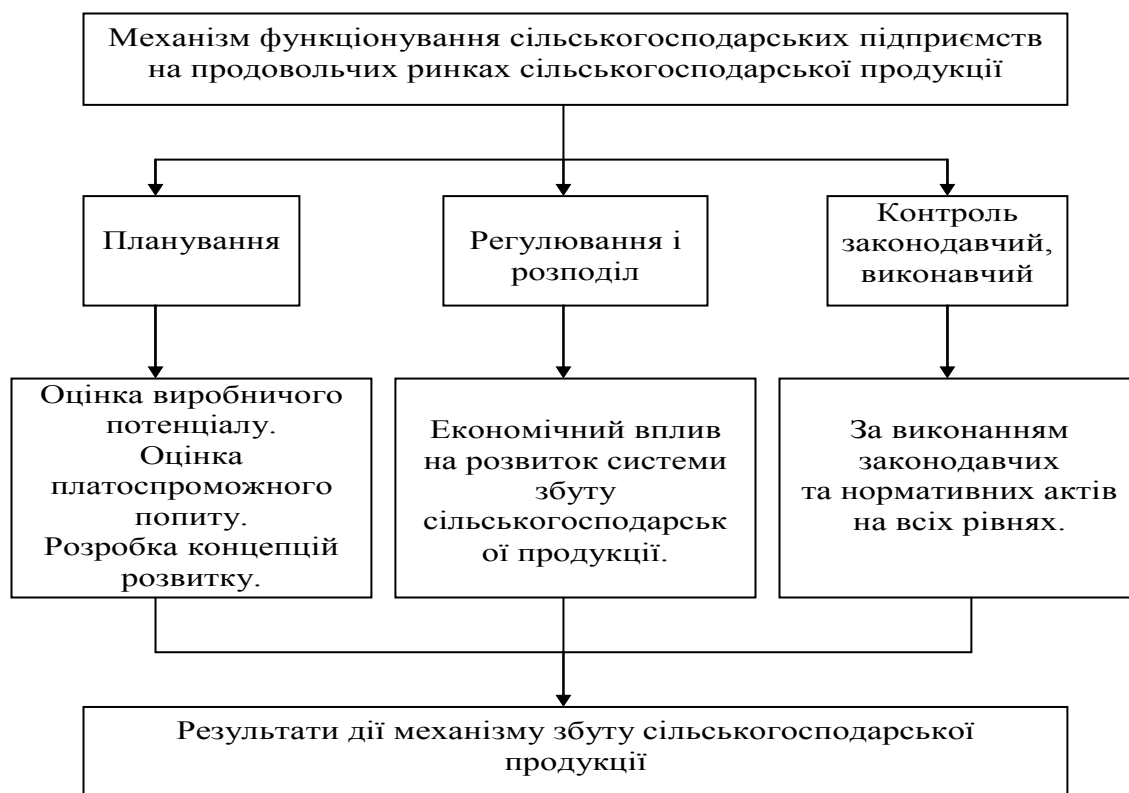 Механізм функціонування сільськогосподарських підприємств
на продовольчих ринках сільськогосподарської продукції
Планування
Регулювання і
розподіл
Контроль
законодавчий,
виконавчий
Оцінка виробничого
потенціалу.
Оцінка
платоспроможного
попиту.
Розробка концепцій
розвитку.
Економічний вплив
на розвиток системи
збуту
сільськогосподарськ
ої продукції.
За виконанням
законодавчих
та нормативних актів
на всіх рівнях.
Результати дії механізму збуту сільськогосподарської
продукції